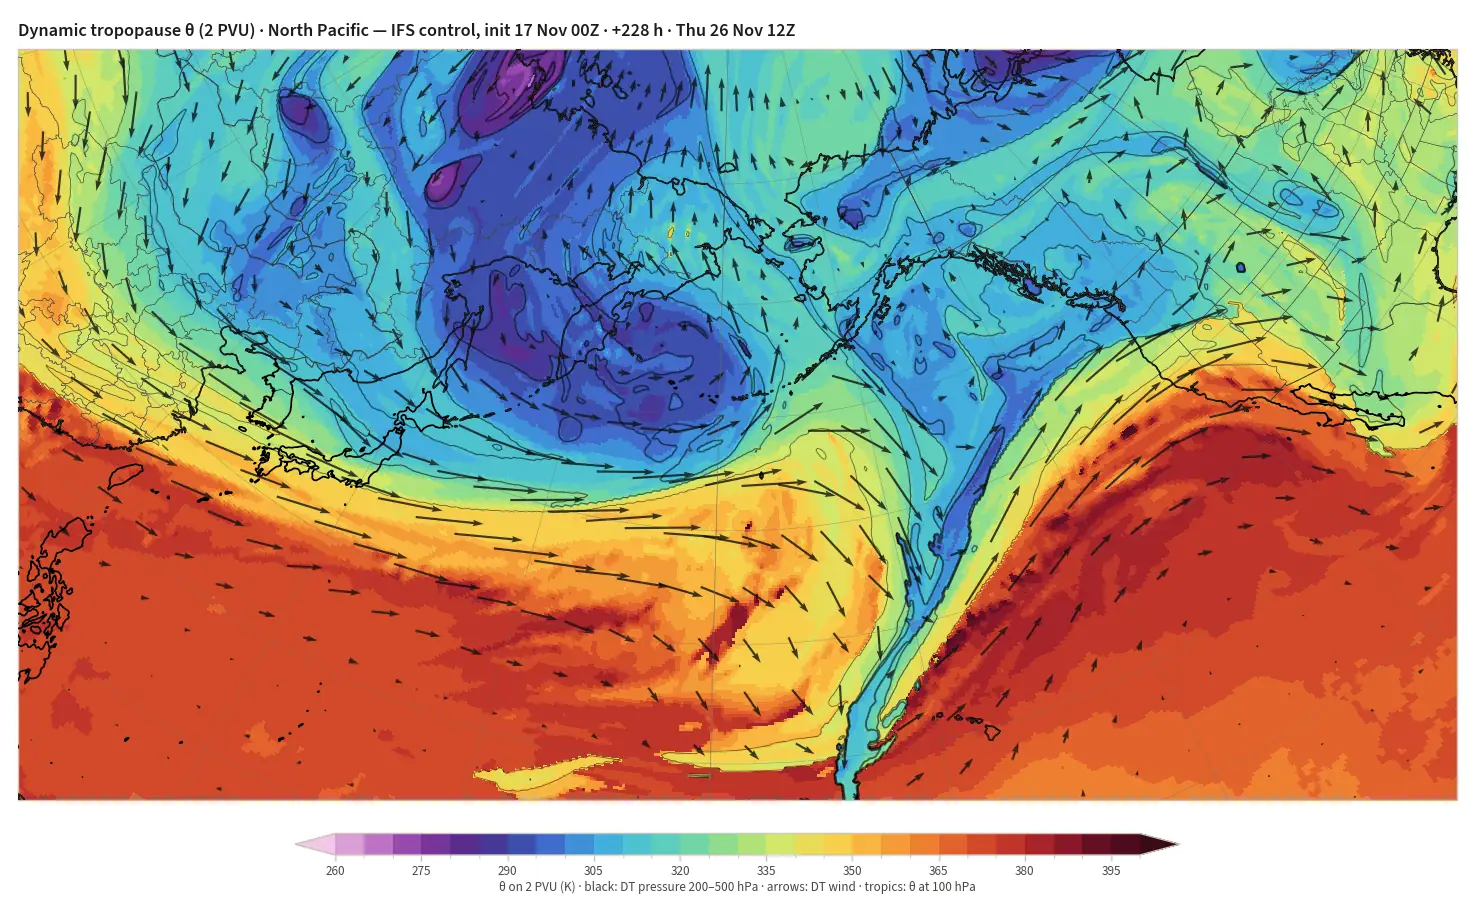 Dynamic tropopause θ (2 PVU) · North Pacific — IFS control, init 17 Nov 00Z · +228 h · Thu 26 Nov 12Z
260 275 290 305 320 335 350 365 380 395
θ on 2 PVU (K) · black: DT pressure 200–500 hPa · arrows: DT wind · tropics: θ at 100 hPa